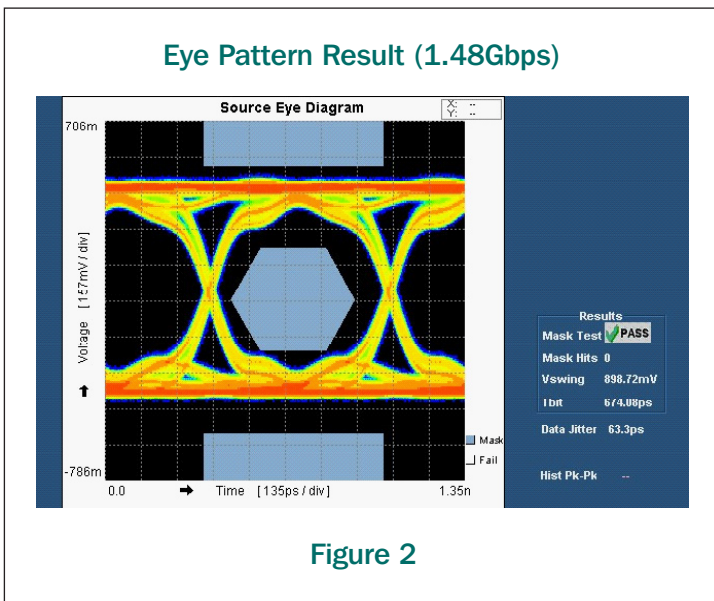 Eye Pattern Result (1.48Gbps)
Source Eye Diagram
X: --
Y: --
706m
Voltage [157mV / div]
-786m
0.0
Time [135ps / div]
1.35n
Mask
Fail
Results
Mask Test PASS
Mask Hits 0
Vswing 898.72mV
Tbit 674.08ps
Data Jitter 63.3ps
Hist Pk-Pk --
Figure 2